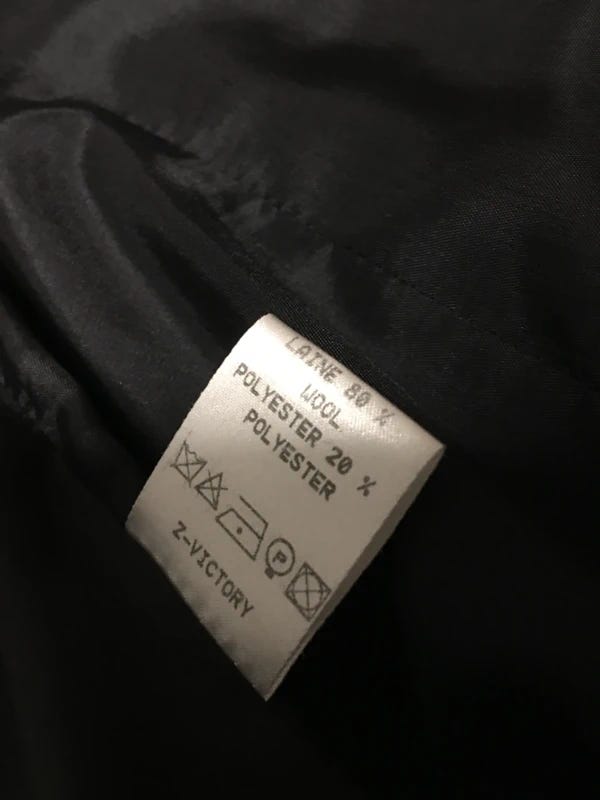 LAINE 80 %
WOOL
POLYESTER 20 %
POLYESTER
P
Z-VICTORY